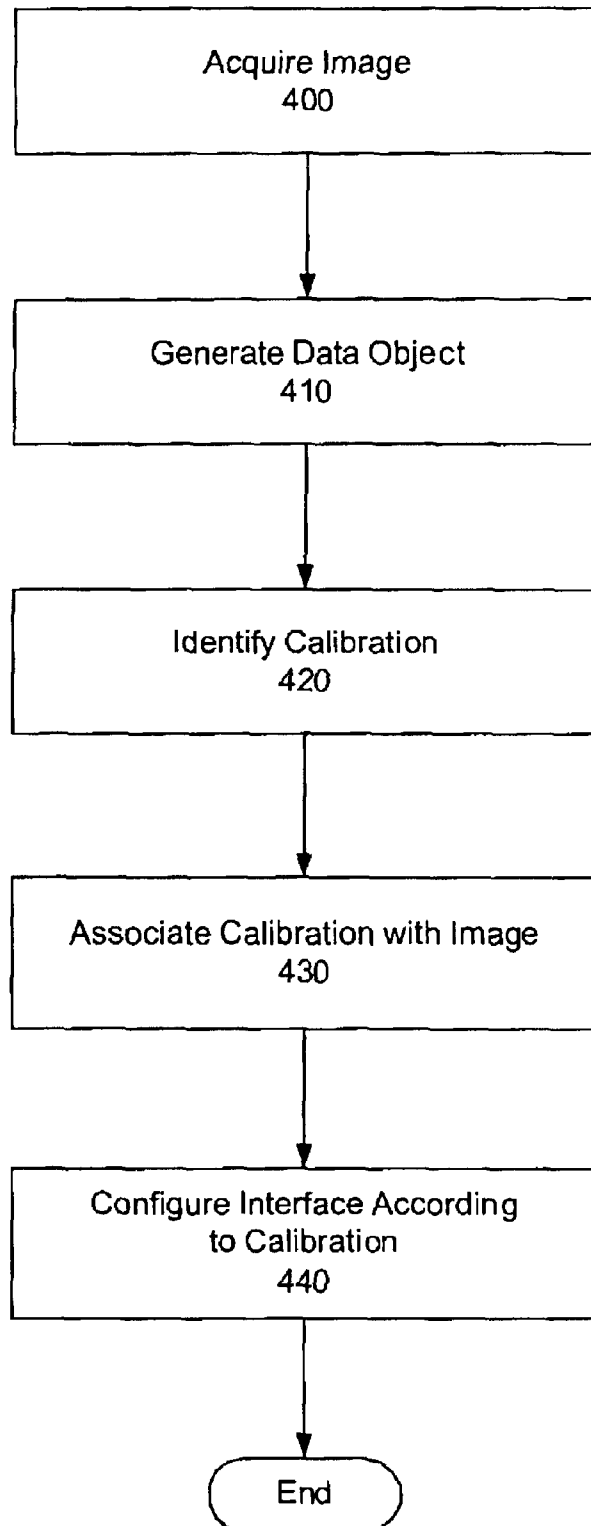 Acquire Image
400
Generate Data Object
410
Identify Calibration
420
Associate Calibration with Image
430
Configure Interface According
to Calibration
440
End